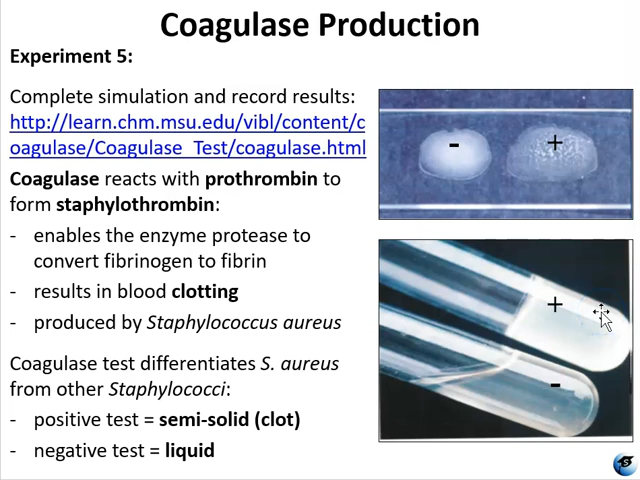 Coagulase Production
Experiment 5:
Complete simulation and record results:
http://learn.chm.msu.edu/vibl/content/c
oagulase/Coagulase_Test/coagulase.html
Coagulase reacts with prothrombin to
form staphylothrombin:
- enables the enzyme protease to
convert fibrinogen to fibrin
- results in blood clotting
- produced by Staphylococcus aureus
Coagulase test differentiates S. aureus
from other Staphylococci:
- positive test = semi-solid (clot)
- negative test = liquid
- +
+
-
S